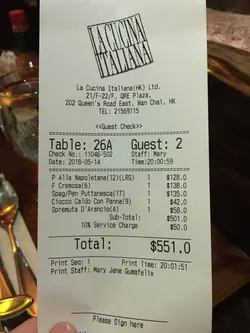 LA CUCINA
ITALIANA
La Cucina Italiana(HK) Ltd.
21/F-22/F, QRE Plaza,
202 Queen's Road East, Wan Chai, HK
TEL: 21569115
<<Guest Check>>
Table: 26A Guest: 2
Check No.: 11046-502 Staff: Mary
Date: 2018-05-14 Time:20:00:59
P Alla Napoletana(12)(LRG) 1 $128.0
F Cremosa(6) 1 $138.0
Spag/Pen Puttanesca(17) 1 $135.0
Ciocco Caldo Con Panna(9) 1 $42.0
Spremuta D'Arancio(A) 1 $58.0
Sub-Total: $501.0
10% Service Charge $50.0
Total: $551.0
Print Seq: 1 Print Time: 20:01:51
Print Staff: Mary Jane Gumafelix
Please Sign here